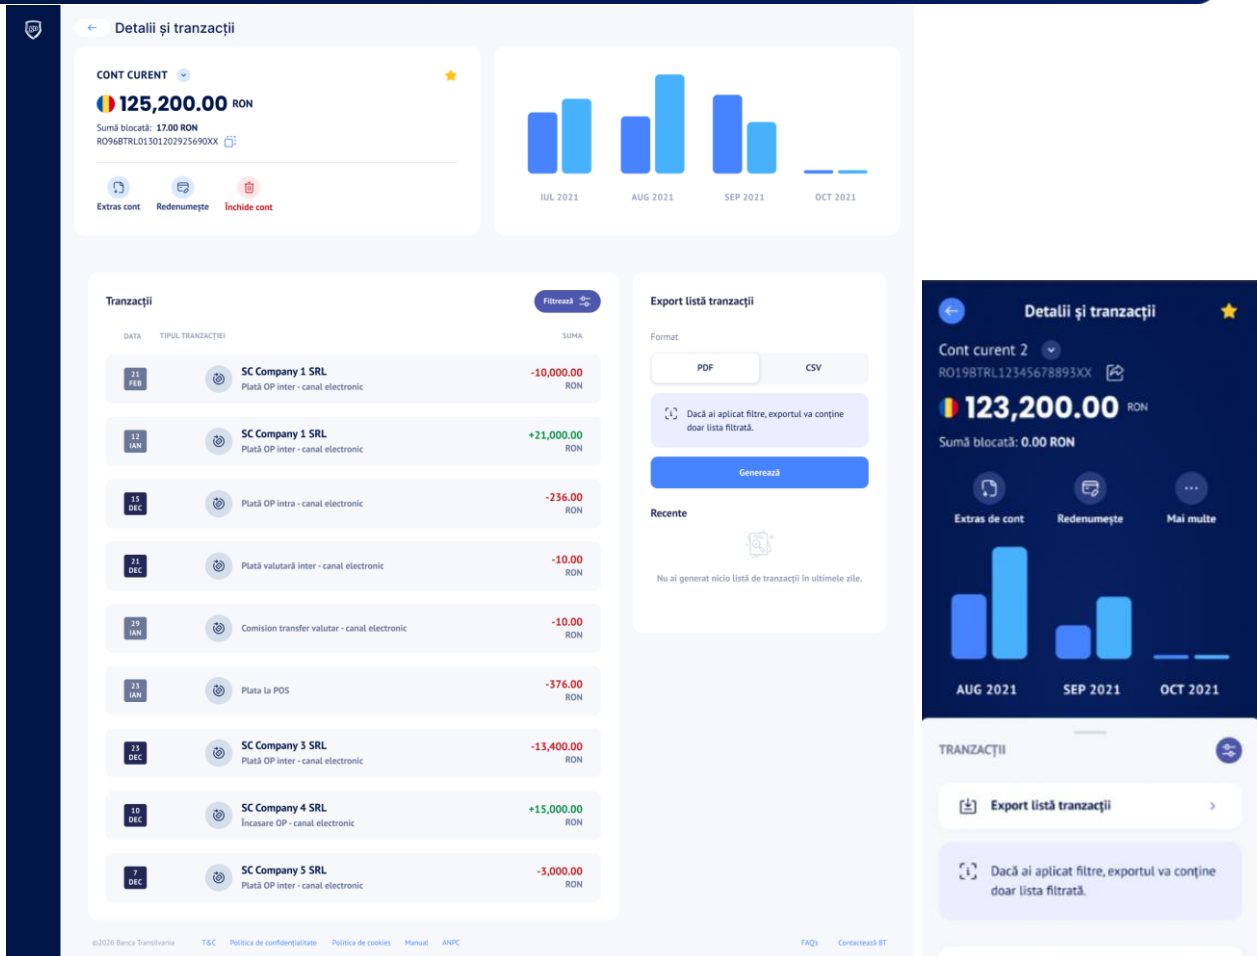 Detalii și tranzacții
CONT CURENT
125,200.00 RON
Sumă blocată: 17.00 RON
RO96BTRL01301202925690XX
Extras cont
Redenumește
Închide cont
IUL 2021
AUG 2021
SEP 2021
OCT 2021
Tranzacții
Filtrează
DATA
TIPUL TRANZACȚIEI
SUMA
21 FEB
SC Company 1 SRL
-10,000.00
Plată OP inter - canal electronic
RON
12 IAN
SC Company 1 SRL
+21,000.00
Plată OP inter - canal electronic
RON
15 DEC
Plată OP intra - canal electronic
-236.00
RON
21 DEC
Plată valutară inter - canal electronic
-10.00
RON
29 IAN
Comision transfer valutar - canal electronic
-10.00
RON
23 IAN
Plata la POS
-376.00
RON
23 DEC
SC Company 3 SRL
-13,400.00
Plată OP inter - canal electronic
RON
10 DEC
SC Company 4 SRL
+15,000.00
Încasare OP - canal electronic
RON
7 DEC
SC Company 5 SRL
-3,000.00
Plată OP inter - canal electronic
RON
Export listă tranzacții
Format
PDF
CSV
Dacă ai aplicat filtre, exportul va conține
doar lista filtrată.
Generează
Recente
Nu ai generat nicio listă de tranzacții în ultimele zile.
©2026 Banca Transilvania
T&C
Politica de confidențialitate
Politica de cookies
Manual
ANPC
FAQ's
Contactează BT
Detalii și tranzacții
Cont curent 2
RO19BTRL12345678893XX
123,200.00 RON
Sumă blocată: 0.00 RON
Extras de cont
Redenumește
Mai multe
AUG 2021
SEP 2021
OCT 2021
TRANZACȚII
Export listă tranzacții
Dacă ai aplicat filtre, exportul va conține
doar lista filtrată.